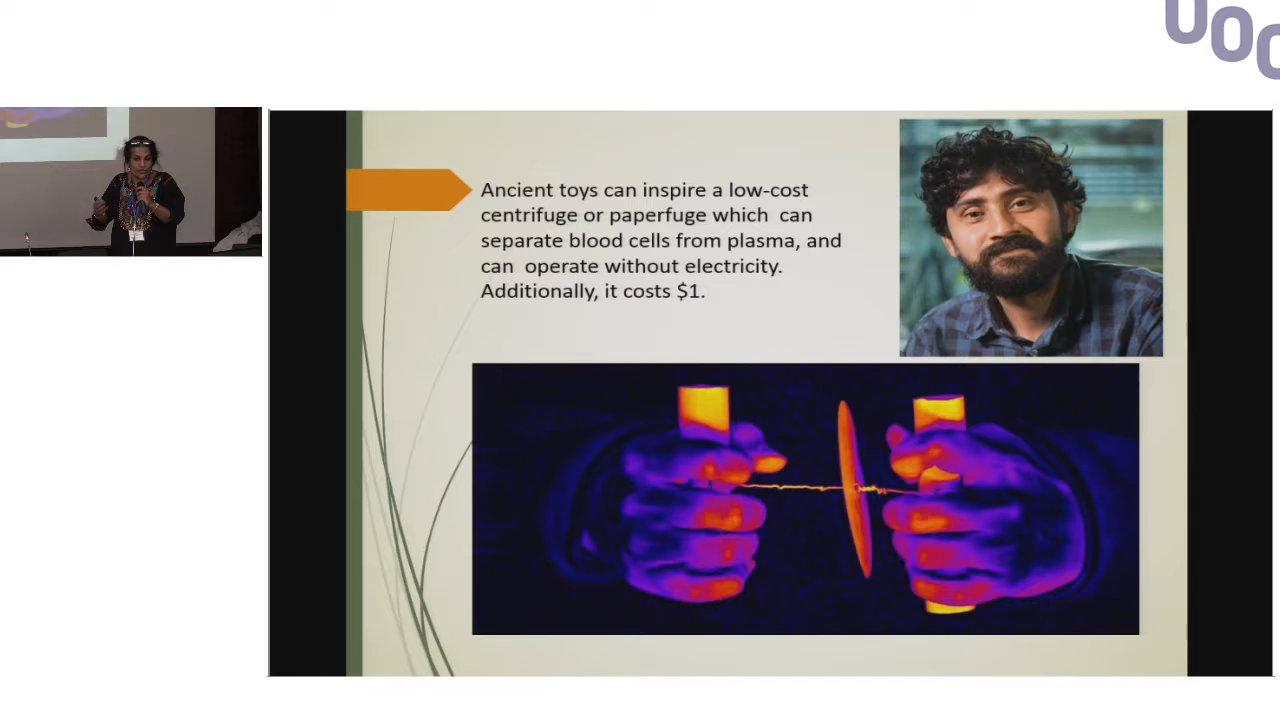 UOC
Ancient toys can inspire a low-cost
centrifuge or paperfuge which can
separate blood cells from plasma, and
can operate without electricity.
Additionally, it costs $1.